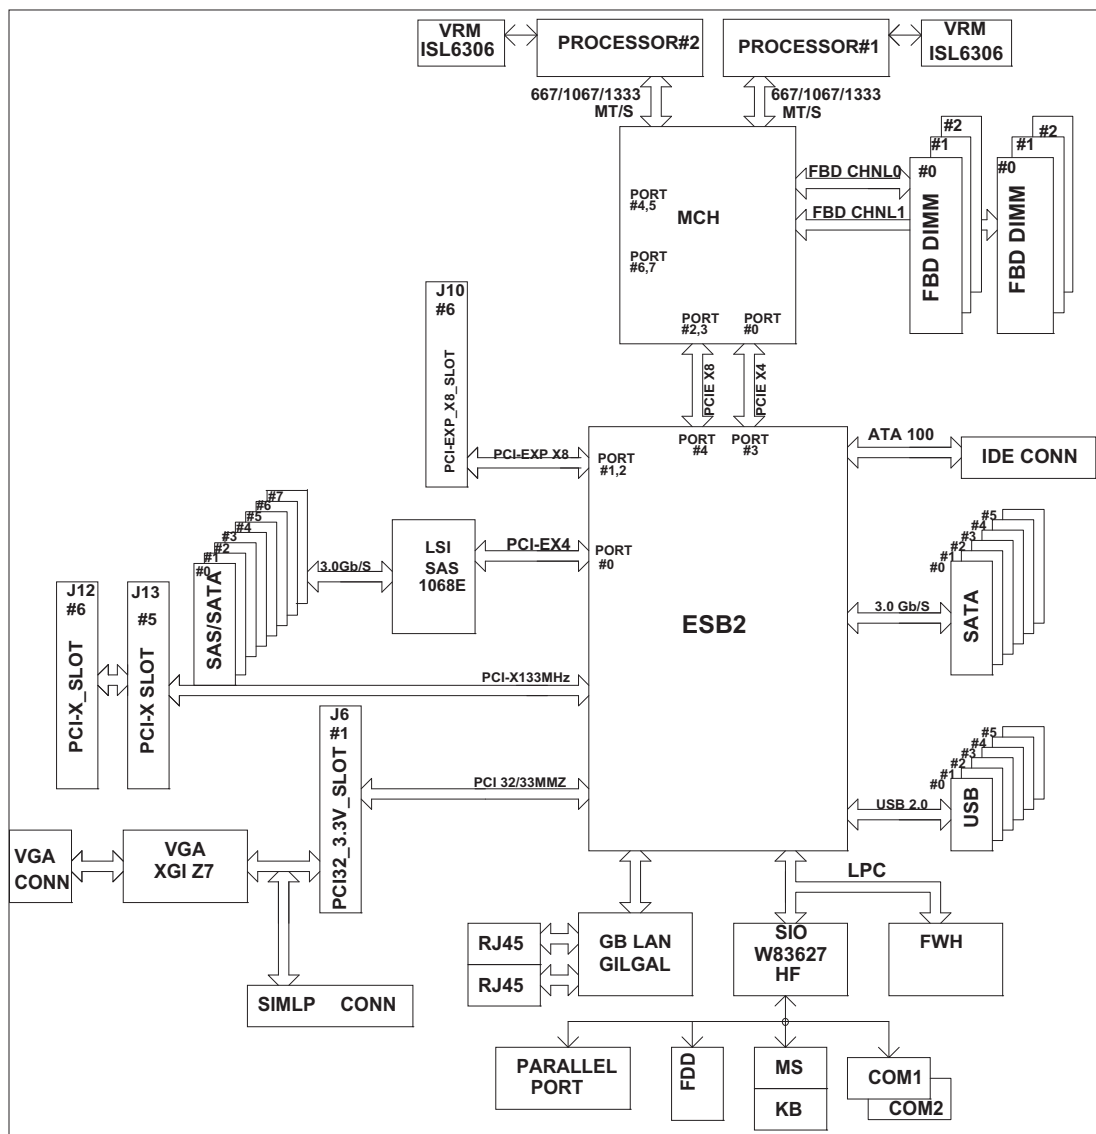 VRM
ISL6306
PROCESSOR#2
PROCESSOR#1
VRM
ISL6306
667/1067/1333
MT/S
667/1067/1333
MT/S
MCH
PORT
#4,5
PORT
#6,7
PORT
#2,3
PORT
#0
FBD CHNL0
FBD CHNL1
#2
#1
#0
FBD DIMM
#2
#1
#0
FBD DIMM
J10
#6
PCI-EXP_X8_SLOT
PCIE X8
PCIE X4
PORT
#4
PORT
#3
ATA 100
IDE CONN
PCI-EXP X8
PORT
#1,2
#7
#6
#5
#4
#3
#2
#1
#0
SAS/SATA
3.0Gb/S
LSI
SAS
1068E
PCI-EX4
PORT
#0
ESB2
3.0 Gb/S
#5
#4
#3
#2
#1
#0
SATA
J12
#6
PCI-X_SLOT
J13
#5
PCI-X SLOT
PCI-X133MHz
J6
#1
PCI32_3.3V_SLOT
PCI 32/33MMZ
USB 2.0
#5
#4
#3
#2
#1
#0
USB
VGA
CONN
VGA
XGI Z7
LPC
SIMLP CONN
RJ45
RJ45
GB LAN
GILGAL
SIO
W83627
HF
FWH
PARALLEL
PORT
FDD
MS
KB
COM1
COM2